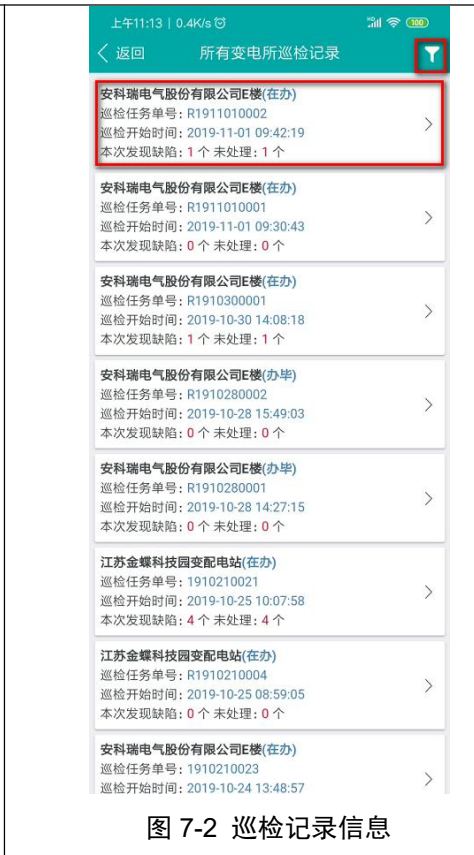 上午11:13 | 0.4K/s
100
返回
所有变电所巡检记录
安科瑞电气股份有限公司E楼(在办)
巡检任务单号: R1911010002
巡检开始时间: 2019-11-01 09:42:19
本次发现缺陷: 1 个 未处理: 1 个
安科瑞电气股份有限公司E楼(在办)
巡检任务单号: R1911010001
巡检开始时间: 2019-11-01 09:30:43
本次发现缺陷: 0 个 未处理: 0 个
安科瑞电气股份有限公司E楼(在办)
巡检任务单号: R1910300001
巡检开始时间: 2019-10-30 14:08:18
本次发现缺陷: 1 个 未处理: 1 个
安科瑞电气股份有限公司E楼(办毕)
巡检任务单号: R1910280002
巡检开始时间: 2019-10-28 15:49:03
本次发现缺陷: 0 个 未处理: 0 个
安科瑞电气股份有限公司E楼(办毕)
巡检任务单号: R1910280001
巡检开始时间: 2019-10-28 14:27:15
本次发现缺陷: 0 个 未处理: 0 个
江苏金蝶科技园变配电站(在办)
巡检任务单号: 1910210021
巡检开始时间: 2019-10-25 10:07:58
本次发现缺陷: 4 个 未处理: 4 个
江苏金蝶科技园变配电站(在办)
巡检任务单号: R1910210004
巡检开始时间: 2019-10-25 08:59:05
本次发现缺陷: 0 个 未处理: 0 个
安科瑞电气股份有限公司E楼(在办)
巡检任务单号: 1910210023
巡检开始时间: 2019-10-24 13:48:57
图 7-2 巡检记录信息